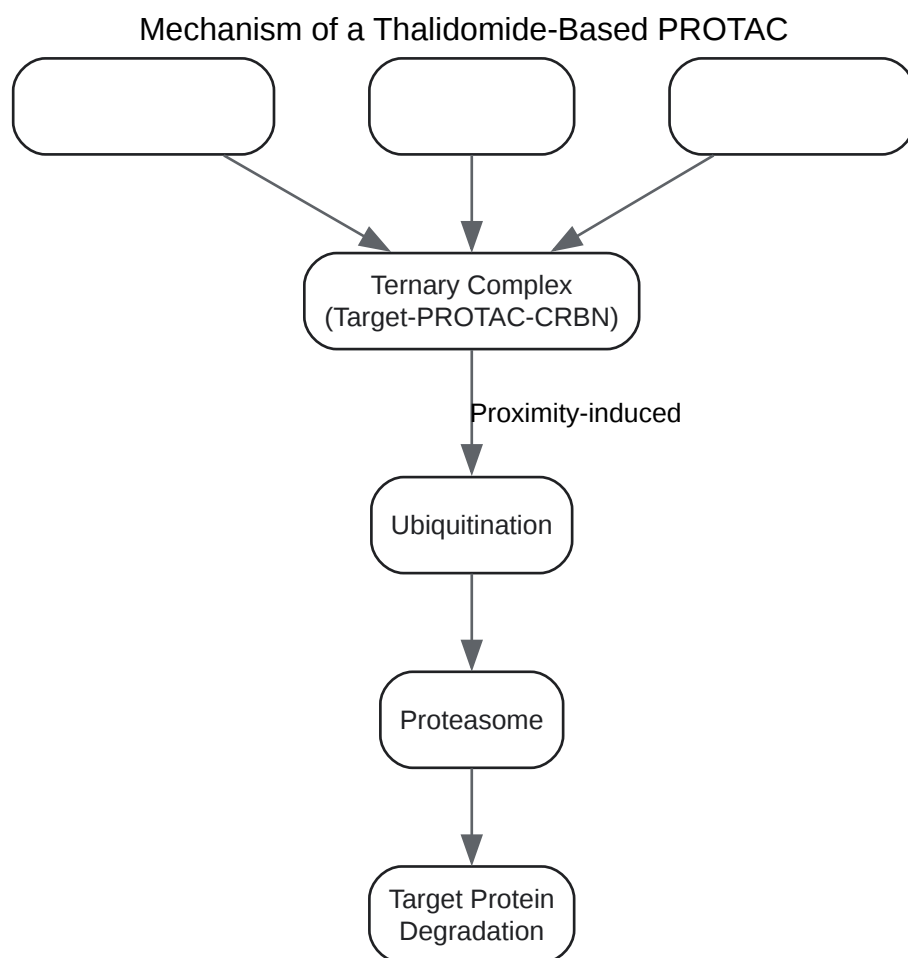 Mechanism of a Thalidomide-Based PROTAC
Ternary Complex
(Target-PROTAC-CRBN)
Proximity-induced
Ubiquitination
Proteasome
Target Protein
Degradation